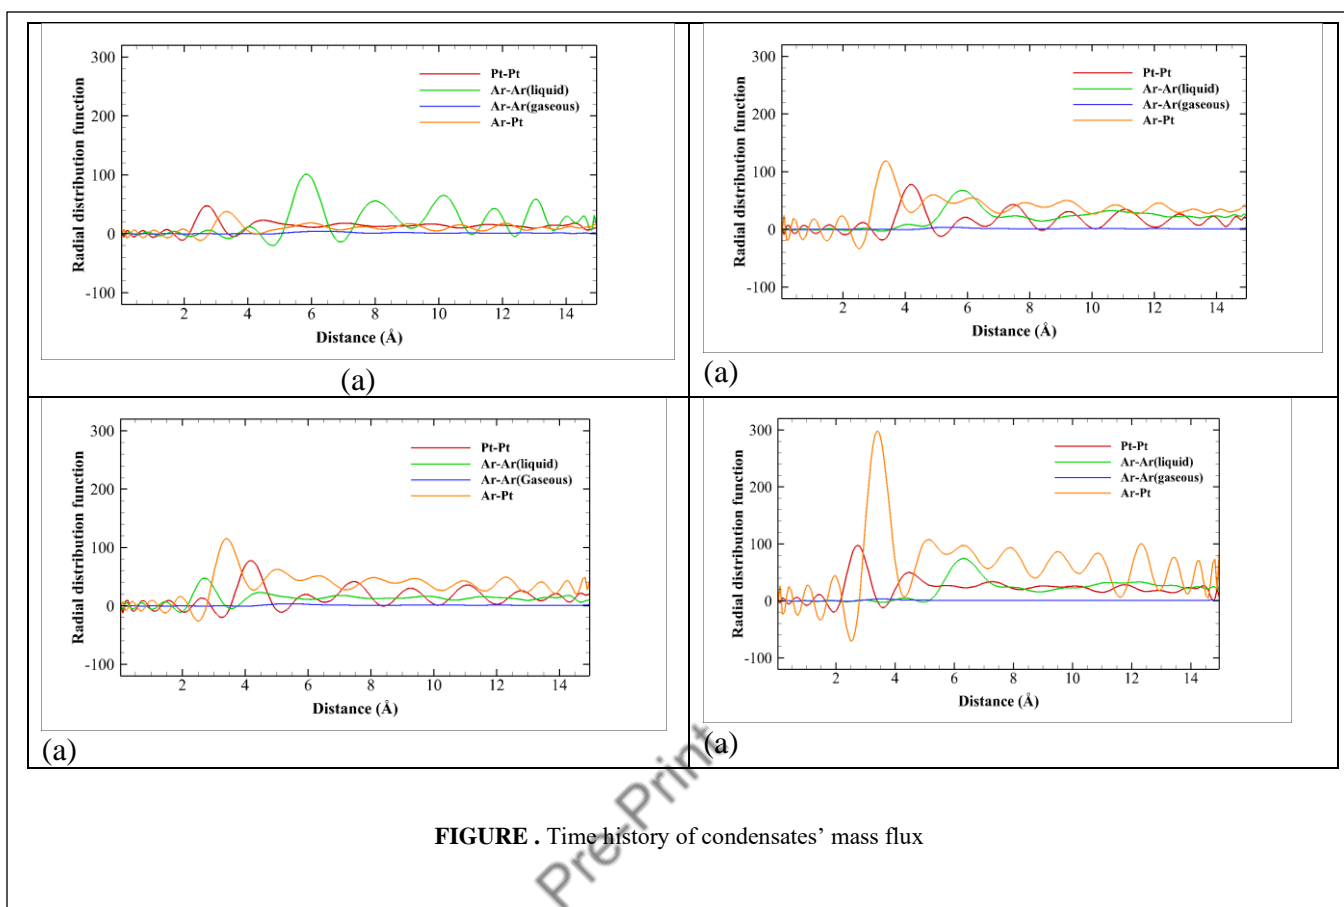 300
200
100
0
-100
Radial distribution function
Pt-Pt
Ar-Ar(liquid)
Ar-Ar(gaseous)
Ar-Pt
2 4 6 8 10 12 14
Distance (Å)
(a)
300
200
100
0
-100
Radial distribution function
Pt-Pt
Ar-Ar(liquid)
Ar-Ar(gaseous)
Ar-Pt
2 4 6 8 10 12 14
Distance (Å)
(a)
300
200
100
0
-100
Radial distribution function
Pt-Pt
Ar-Ar(liquid)
Ar-Ar(Gaseous)
Ar-Pt
2 4 6 8 10 12 14
Distance (Å)
(a)
300
200
100
0
-100
Radial distribution function
Pt-Pt
Ar-Ar(liquid)
Ar-Ar(gaseous)
Ar-Pt
2 4 6 8 10 12 14
Distance (Å)
(a)
Pre-Print
FIGURE . Time history of condensates’ mass flux